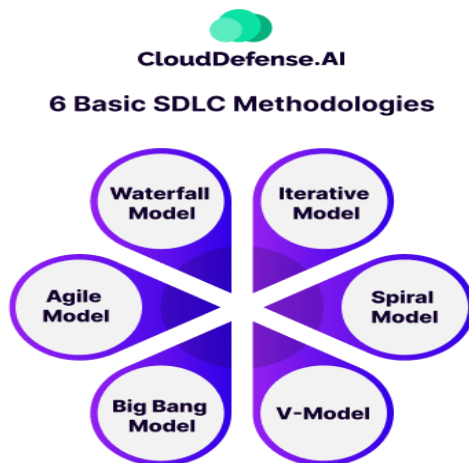 CloudDefense.AI
6 Basic SDLC Methodologies
Waterfall
Model
Iterative
Model
Agile
Model
Spiral
Model
Big Bang
Model
V-Model